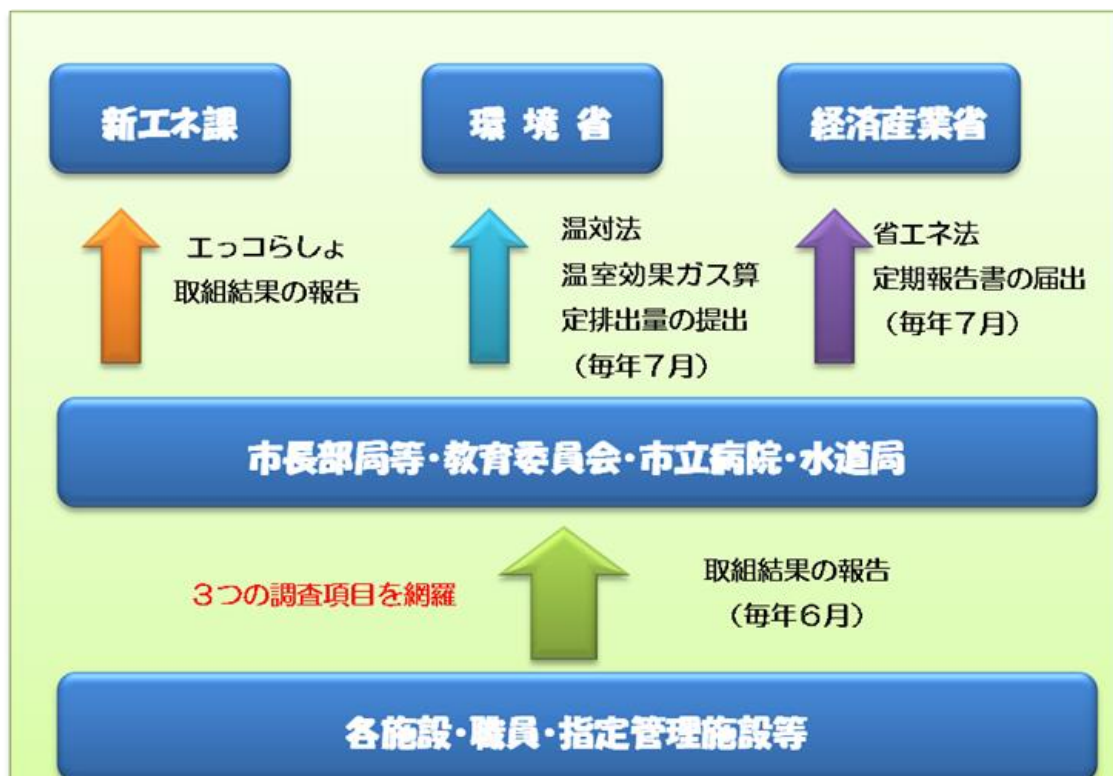 新エネ課
環境省
経済産業省
エっコらしょ
取組結果の報告
温対法
温室効果ガス算
定排出量の提出
（毎年７月）
省エネ法
定期報告書の届出
（毎年７月）
市長部局等・教育委員会・市立病院・水道局
３つの調査項目を網羅
取組結果の報告
（毎年６月）
各施設・職員・指定管理施設等